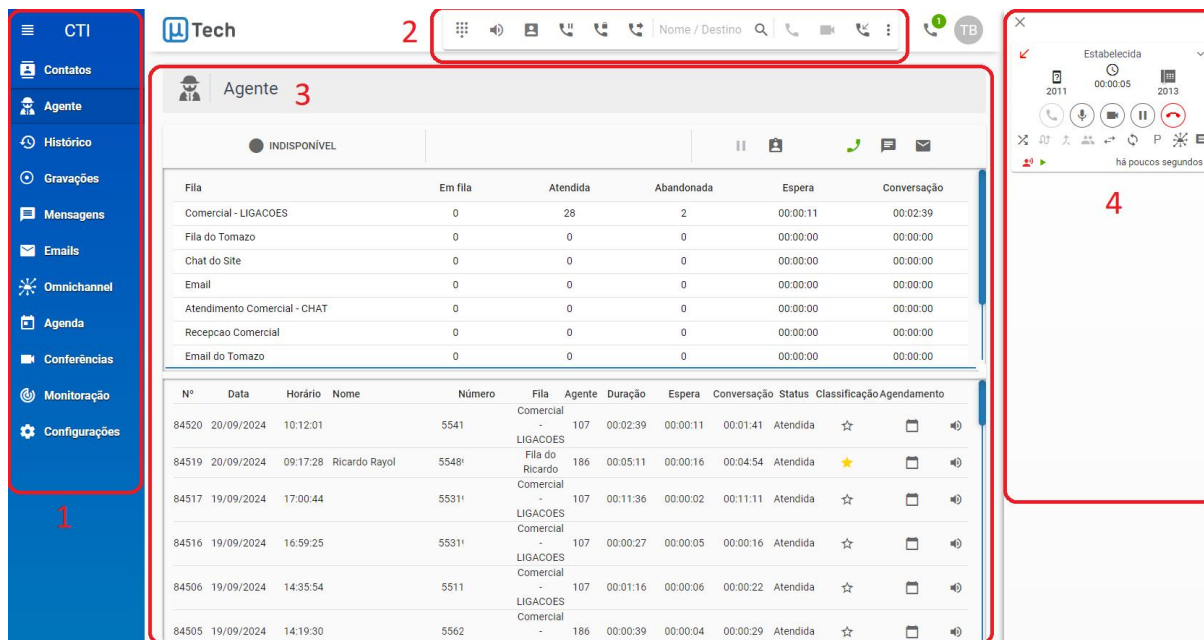 CTI
Contatos
Agente
Histórico
Gravações
Mensagens
Emails
Omnichannel
Agenda
Conferências
Monitoração
Configurações
1
µ Tech
2
Nome / Destino
1
TB
Agente
3
INDISPONÍVEL
Fila Em fila Atendida Abandonada Espera Conversação
Comercial - LIGACOES 0 28 2 00:00:11 00:02:39
Fila do Tomazo 0 0 0 00:00:00 00:00:00
Chat do Site 0 0 0 00:00:00 00:00:00
Email 0 0 0 00:00:00 00:00:00
Atendimento Comercial - CHAT 0 0 0 00:00:00 00:00:00
Recepcao Comercial 0 0 0 00:00:00 00:00:00
Email do Tomazo 0 0 0 00:00:00 00:00:00
Nº Data Horário Nome Número Fila Agente Duração Espera Conversação Status Classificação Agendamento
Comercial
84520 20/09/2024 10:12:01 5541 - 107 00:02:39 00:00:11 00:01:41 Atendida
LIGACOES
Fila do
84519 20/09/2024 09:17:28 Ricardo Rayol 5548 186 00:05:11 00:00:16 00:04:54 Atendida
Ricardo
Comercial
84517 19/09/2024 17:00:44 5531 - 107 00:11:36 00:00:02 00:11:11 Atendida
LIGACOES
Comercial
84516 19/09/2024 16:59:25 5531 - 107 00:00:27 00:00:05 00:00:16 Atendida
LIGACOES
Comercial
84506 19/09/2024 14:35:54 5511 - 107 00:01:16 00:00:06 00:00:22 Atendida
LIGACOES
Comercial
84505 19/09/2024 14:19:30 5562 - 186 00:00:39 00:00:04 00:00:29 Atendida
Estabelecida
2011 00:00:05 2013
P
há poucos segundos
4